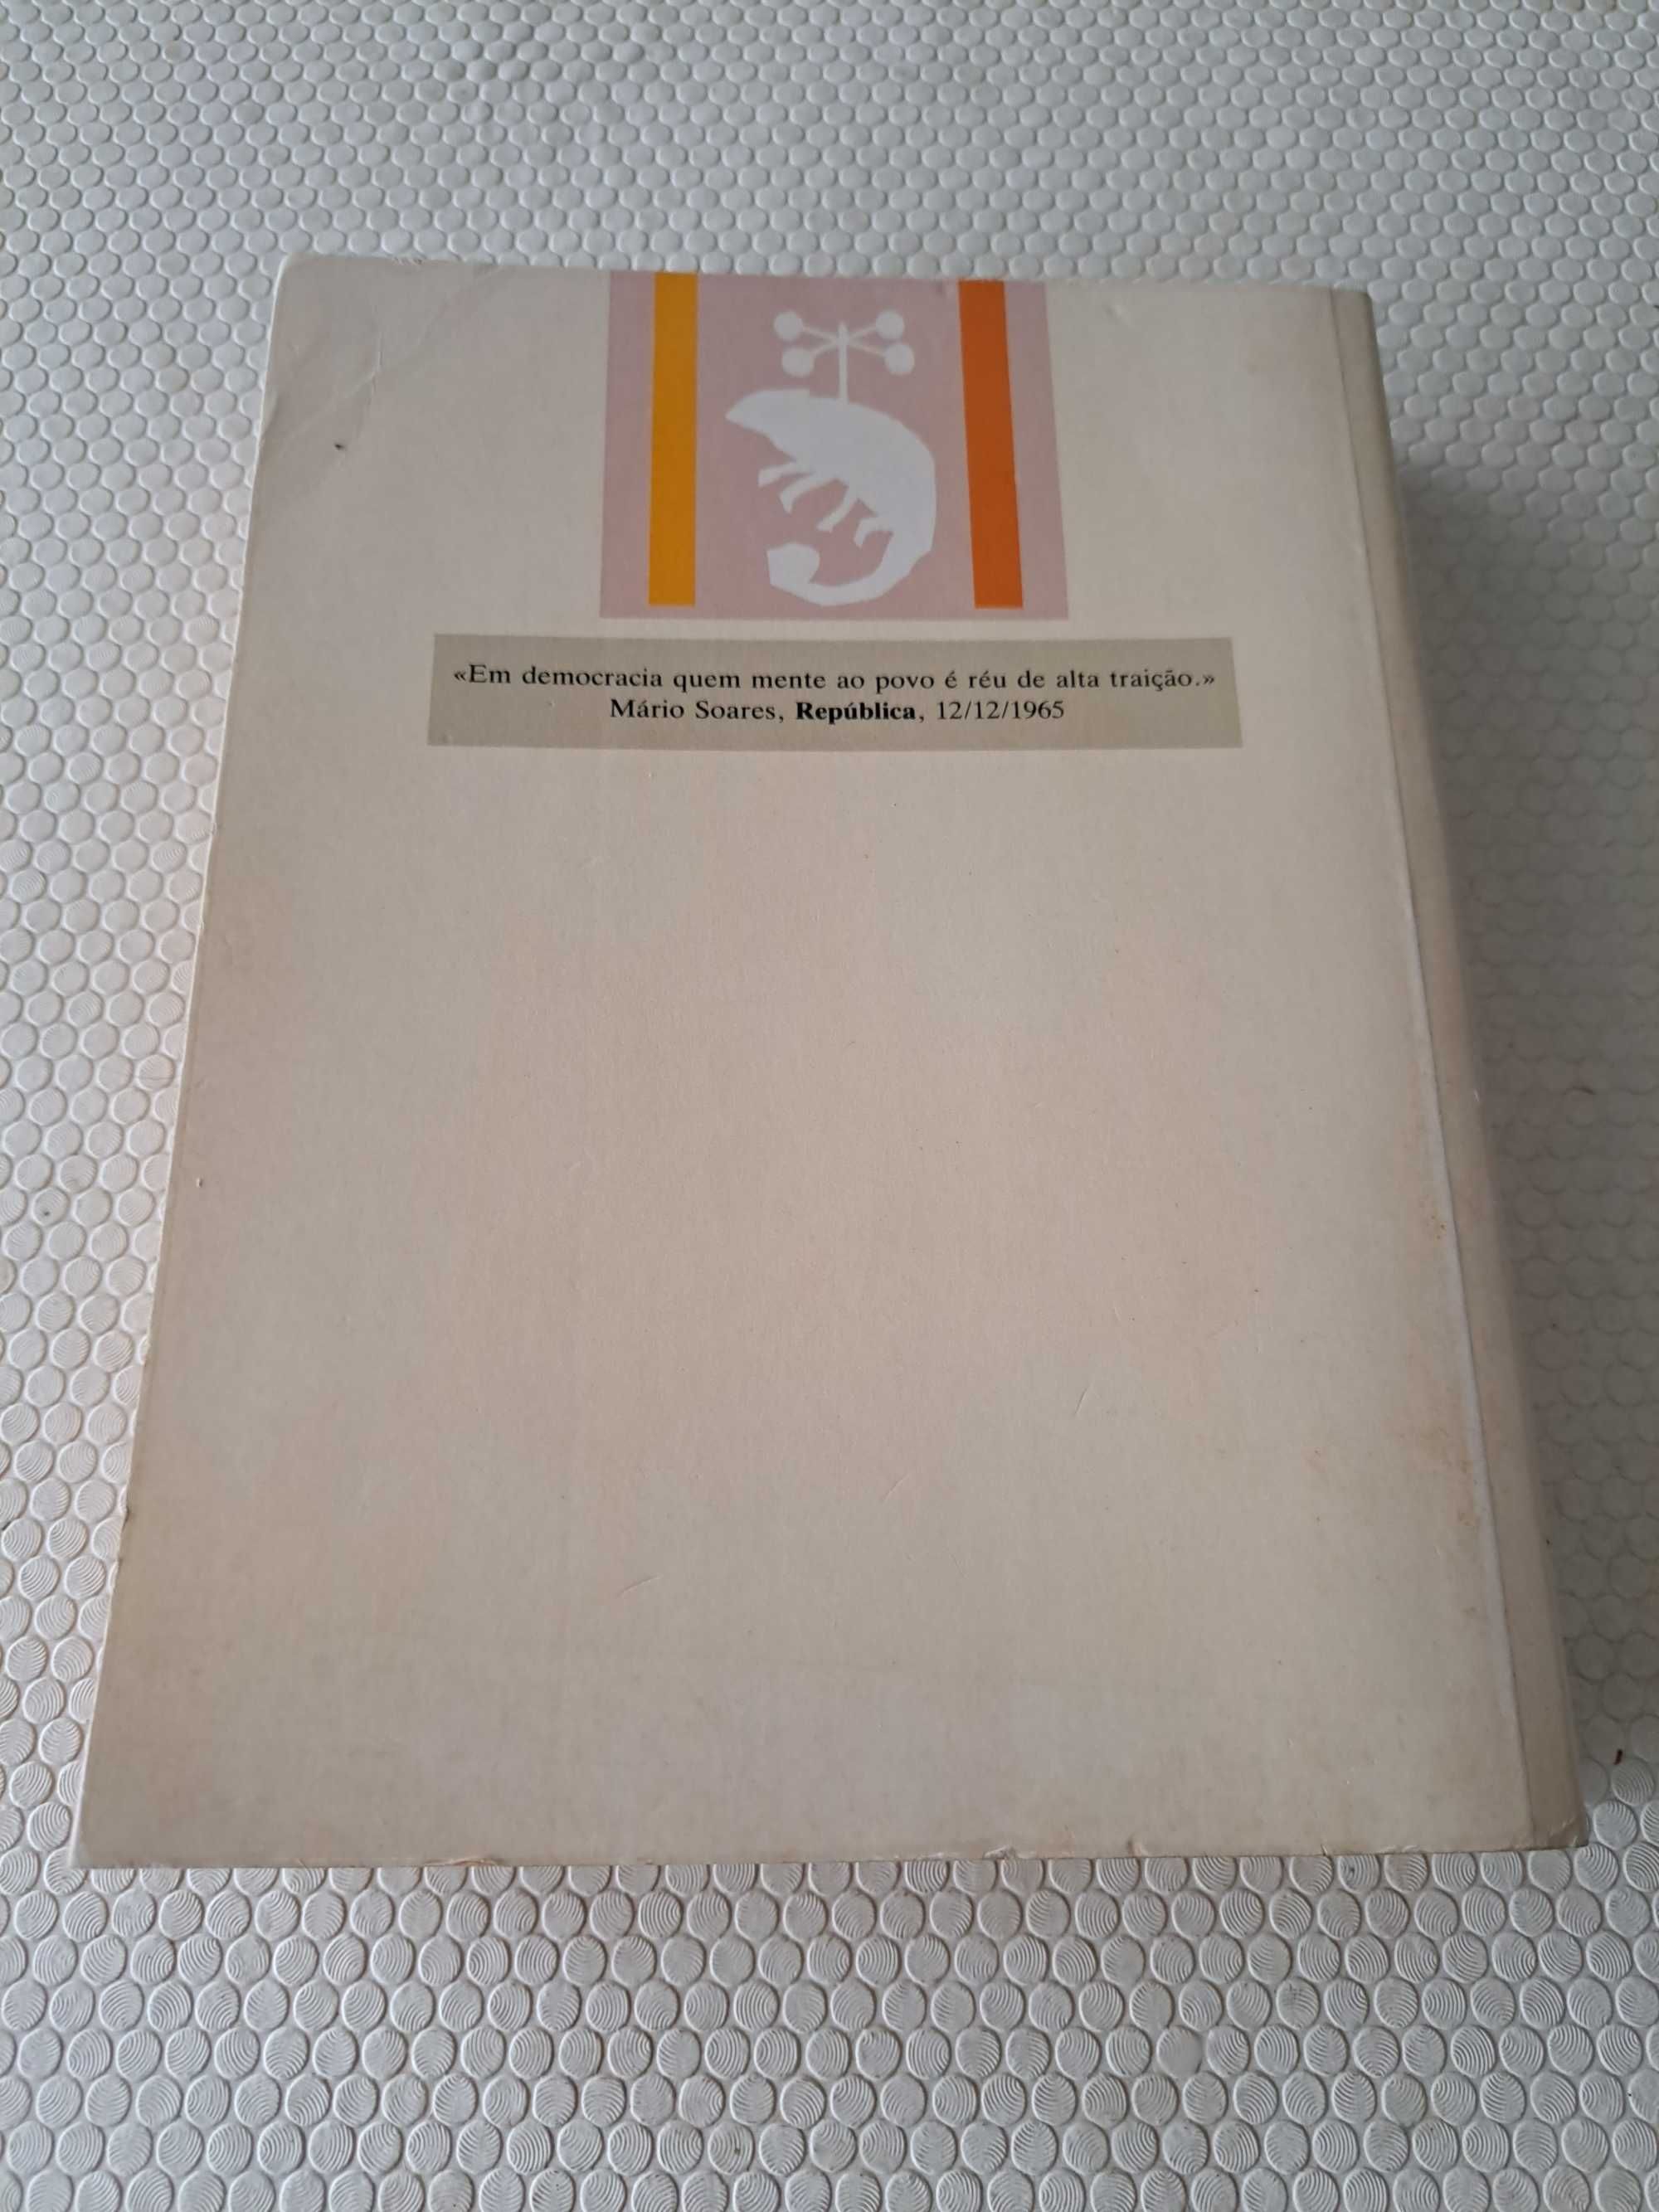 «Em democracia quem mente ao povo é réu de alta traição.»
Mário Soares, República, 12/12/1965